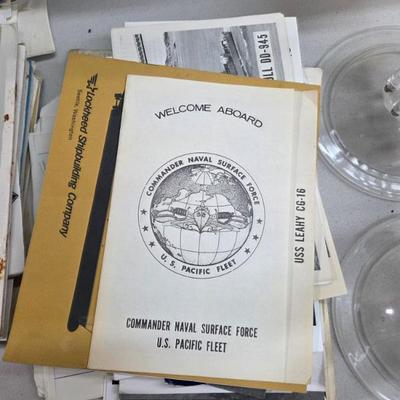 Lockheed Shipbuilding Company
Seattle, Washington
LL DD-945
WELCOME ABOARD
COMMANDER NAVAL SURFACE FORCE
U.S. PACIFIC FLEET
USS LEAHY CG-16
COMMANDER NAVAL SURFACE FORCE
U.S. PACIFIC FLEET